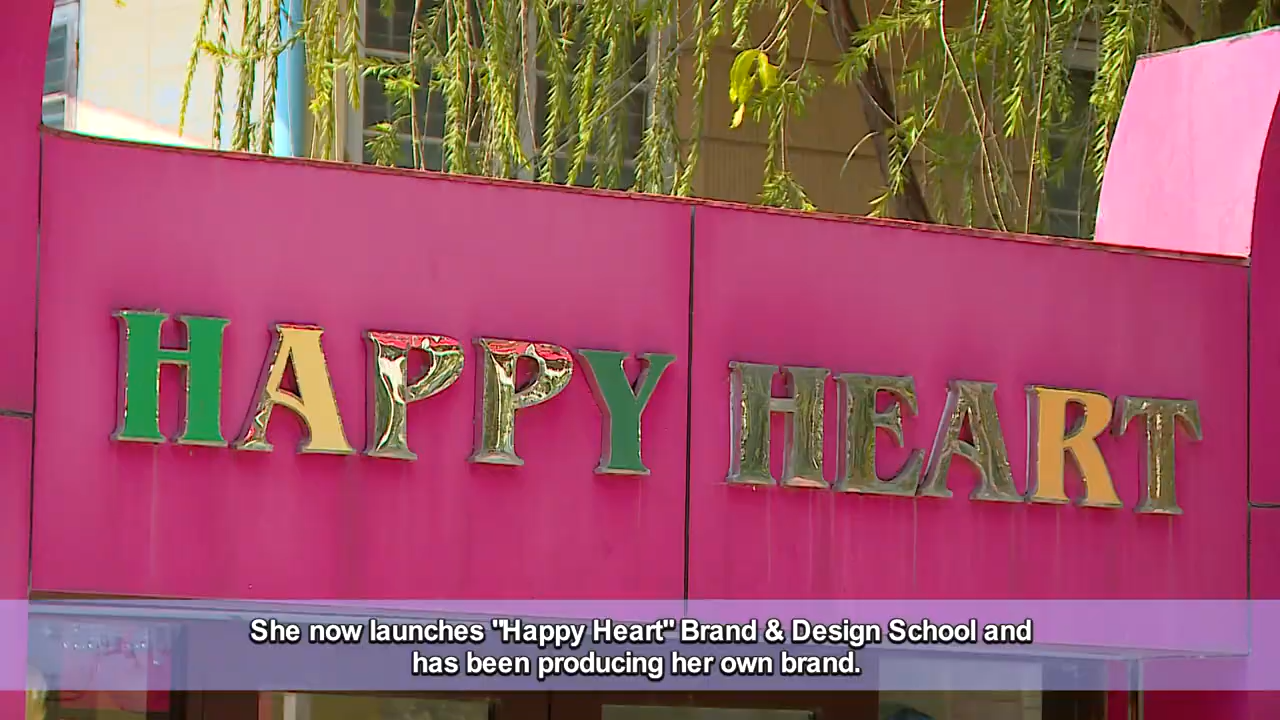 HAPPY HEART
She now launches "Happy Heart" Brand & Design School and
has been producing her own brand.